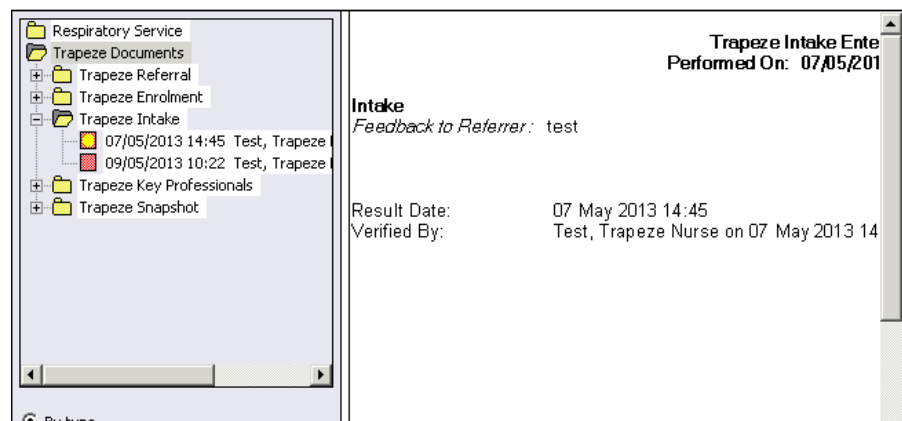 Respiratory Service
Trapeze Documents
Trapeze Referral
Trapeze Enrolment
Trapeze Intake
07/05/2013 14:45 Test, Trapeze
09/05/2013 10:22 Test, Trapeze
Trapeze Key Professionals
Trapeze Snapshot
By type
Trapeze Intake Ente
Performed On: 07/05/201
Intake
Feedback to Referrer: test
Result Date: 07 May 2013 14:45
Verified By: Test, Trapeze Nurse on 07 May 2013 14